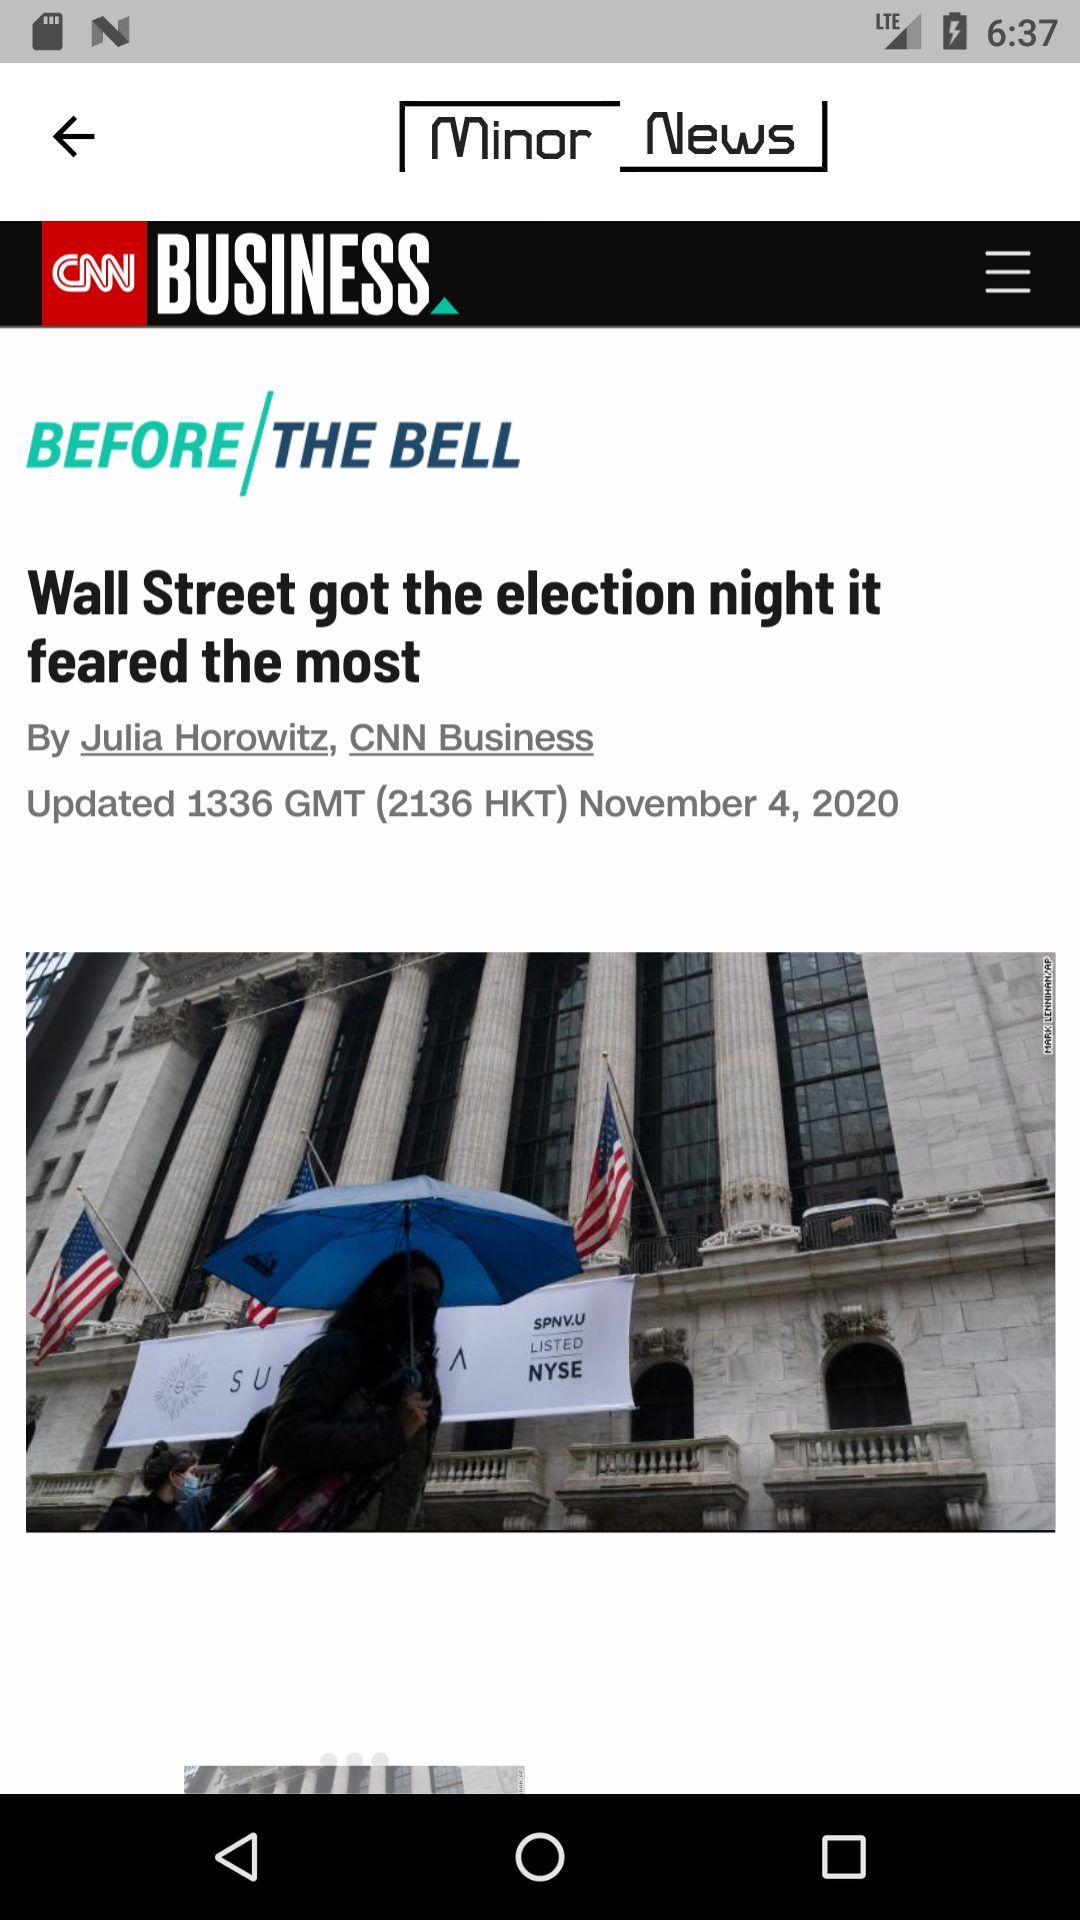 LTE 6:37
Minor News
CNN BUSINESS
BEFORE/THE BELL
Wall Street got the election night it
feared the most
By Julia Horowitz, CNN Business
Updated 1336 GMT (2136 HKT) November 4, 2020
MARK LENNIHAN/AP
SPNV.U
LISTED
NYSE
SU